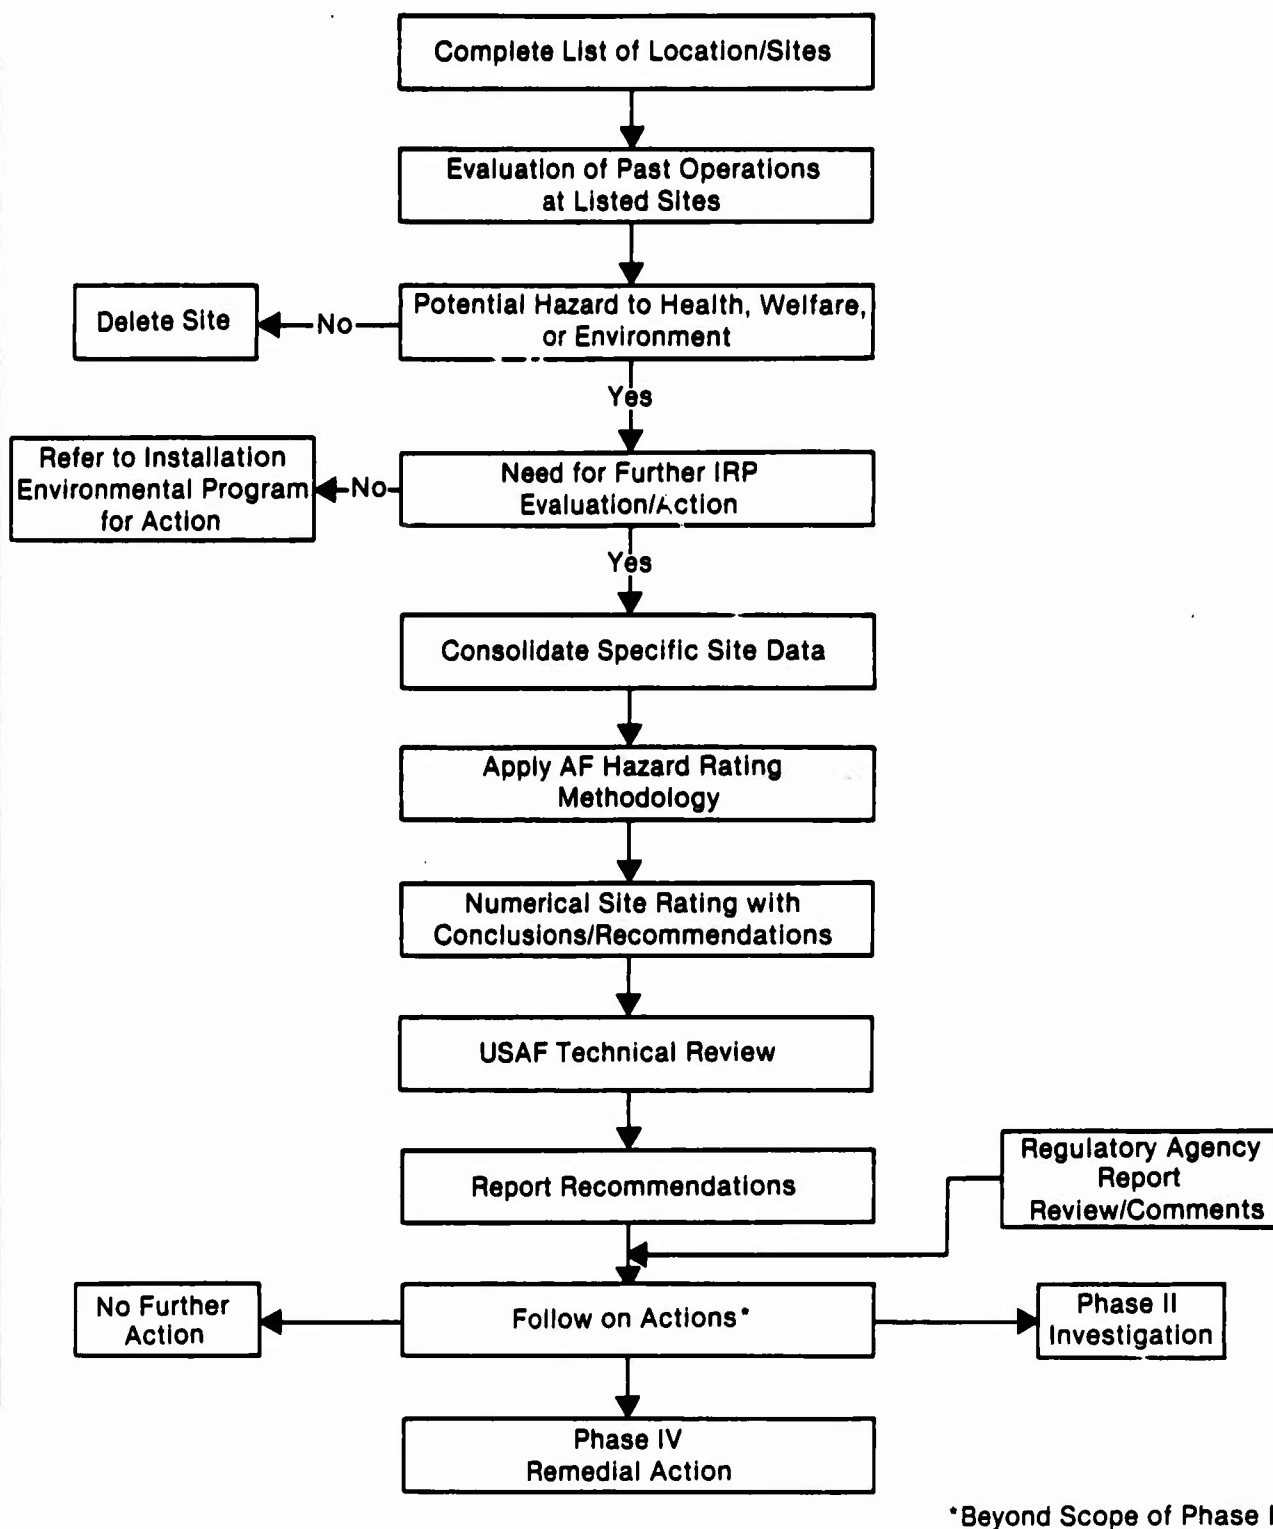 Complete List of Location/Sites
Evaluation of Past Operations
at Listed Sites
Potential Hazard to Health, Welfare,
or Environment
No
Delete Site
Yes
Need for Further IRP
Evaluation/Action
No
Refer to Installation
Environmental Program
for Action
Yes
Consolidate Specific Site Data
Apply AF Hazard Rating
Methodology
Numerical Site Rating with
Conclusions/Recommendations
USAF Technical Review
Report Recommendations
Regulatory Agency
Report
Review/Comments
Follow on Actions*
No Further
Action
Phase II
Investigation
Phase IV
Remedial Action
*Beyond Scope of Phase I